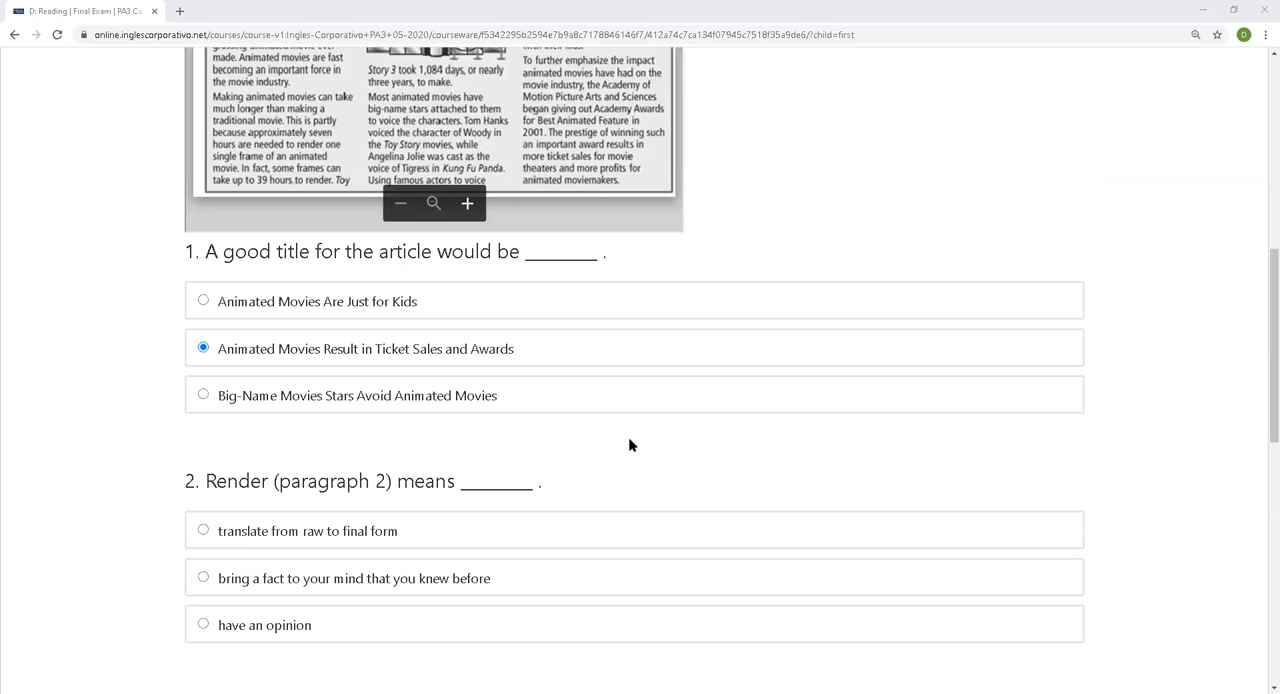 D: Reading | Final Exam | PA3 Co
online.inglescorporativo.net/courses/course-v1:Ingles-Corporativo+PA3+05-2020/courseware/f5342295b2594e7b9a8c7178846146f7/412a74c7ca134f07945c7518f35a9de6/?child=first
D
made. Animated movies are fast
becoming an important force in
the movie industry.
Making animated movies can take
much longer than making a
traditional movie. This is partly
because approximately seven
hours are needed to render one
single frame of an animated
movie. In fact, some frames can
take up to 39 hours to render. Toy
Story 3 took 1,084 days, or nearly
three years, to make.
Most animated movies have
big-name stars attached to them
to voice the characters. Tom Hanks
voiced the character of Woody in
the Toy Story movies, while
Angelina Jolie was cast as the
voice of Tigress in Kung Fu Panda.
Using famous actors to voice
To further emphasize the impact
animated movies have had on the
movie industry, the Academy of
Motion Picture Arts and Sciences
began giving out Academy Awards
for Best Animated Feature in
2001. The prestige of winning such
an important award results in
more ticket sales for movie
theaters and more profits for
animated moviemakers.
1. A good title for the article would be ________ .
Animated Movies Are Just for Kids
Animated Movies Result in Ticket Sales and Awards
Big-Name Movies Stars Avoid Animated Movies
2. Render (paragraph 2) means ________ .
translate from raw to final form
bring a fact to your mind that you knew before
have an opinion